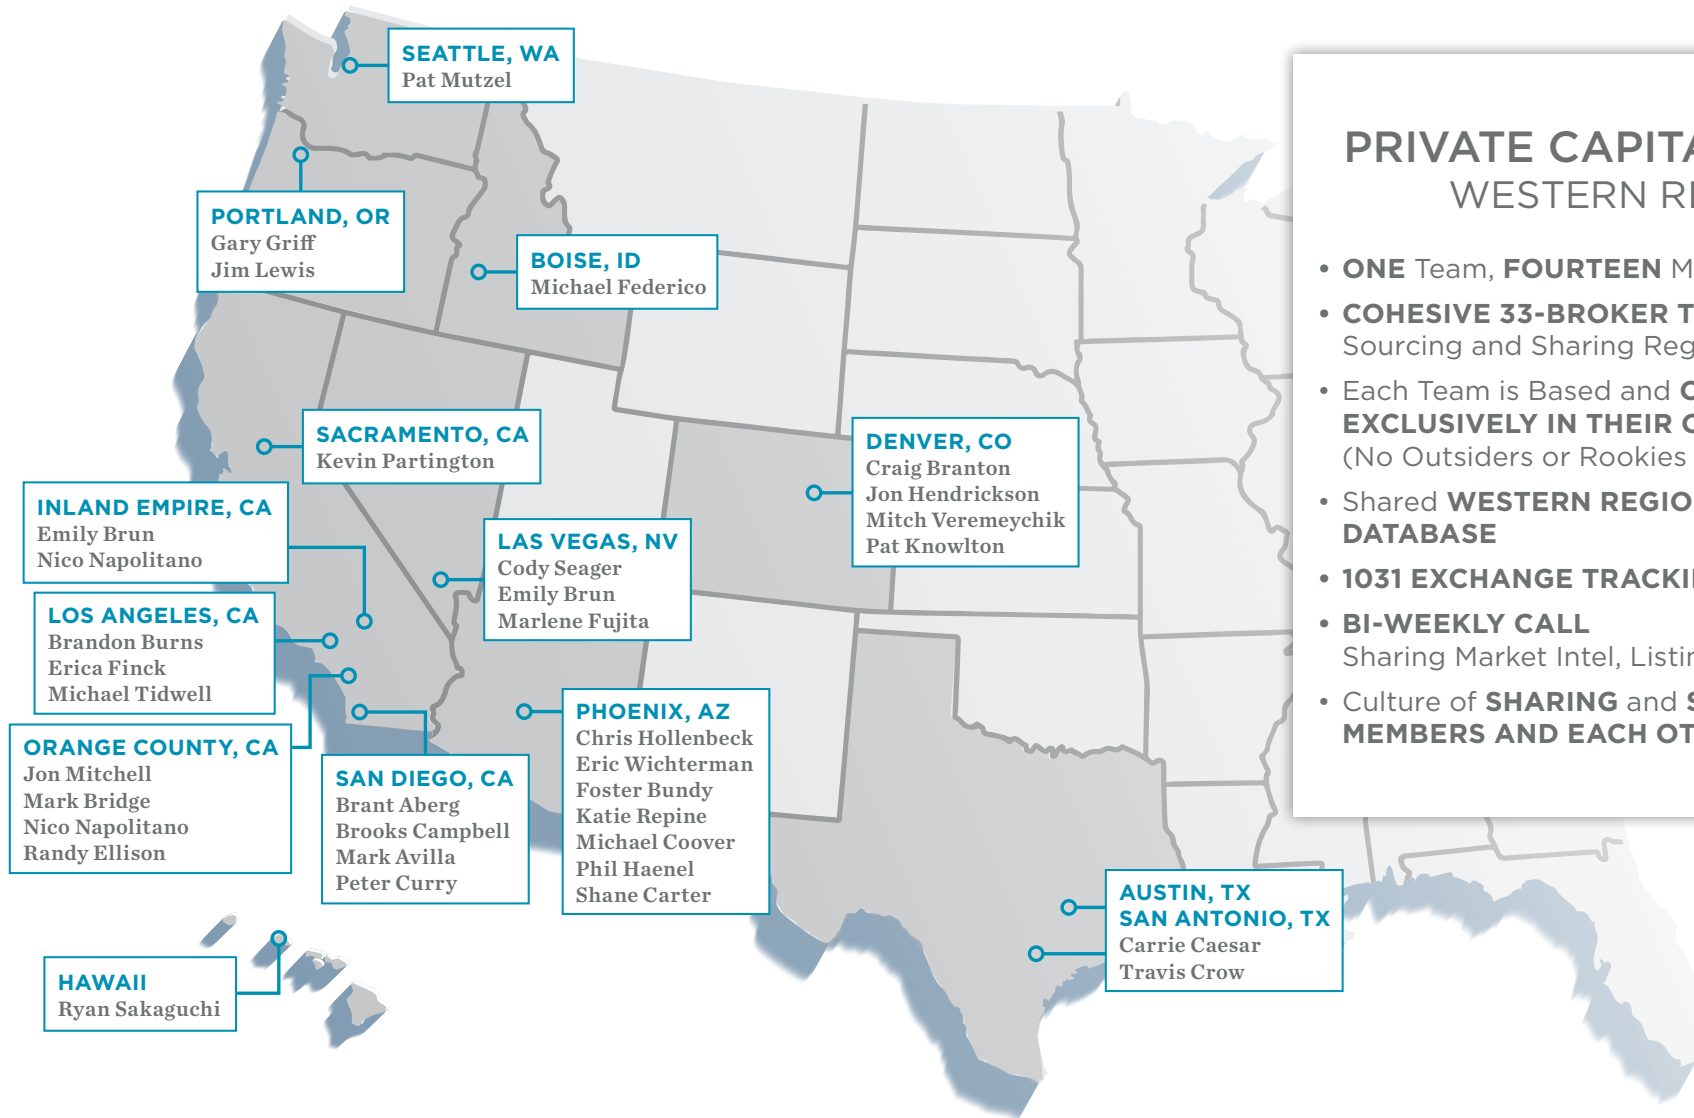 SEATTLE, WA
Pat Mutzel
PORTLAND, OR
Gary Griff
Jim Lewis
BOISE, ID
Michael Federico
SACRAMENTO, CA
Kevin Partington
INLAND EMPIRE, CA
Emily Brun
Nico Napolitano
LOS ANGELES, CA
Brandon Burns
Erica Finck
Michael Tidwell
ORANGE COUNTY, CA
Jon Mitchell
Mark Bridge
Nico Napolitano
Randy Ellison
LAS VEGAS, NV
Cody Seager
Emily Brun
Marlene Fujita
SAN DIEGO, CA
Brant Aberg
Brooks Campbell
Mark Avilla
Peter Curry
PHOENIX, AZ
Chris Hollenbeck
Eric Wichterman
Foster Bundy
Katie Repine
Michael Coover
Phil Haenel
Shane Carter
DENVER, CO
Craig Branton
Jon Hendrickson
Mitch Veremeychik
Pat Knowlton
AUSTIN, TX
SAN ANTONIO, TX
Carrie Caesar
Travis Crow
HAWAII
Ryan Sakaguchi
PRIVATE
WESTERN
• ONE Team, FOURTEEN
• COHESIVE 33-BROKER
Sourcing and Sharing
• Each Team is Based and
EXCLUSIVELY IN THEIR
(No Outsiders or Rookies
• Shared WESTERN
DATABASE
• 1031 EXCHANGE
• BI-WEEKLY CALL
Sharing Market Intel,
• Culture of SHARING and
MEMBERS AND EACH